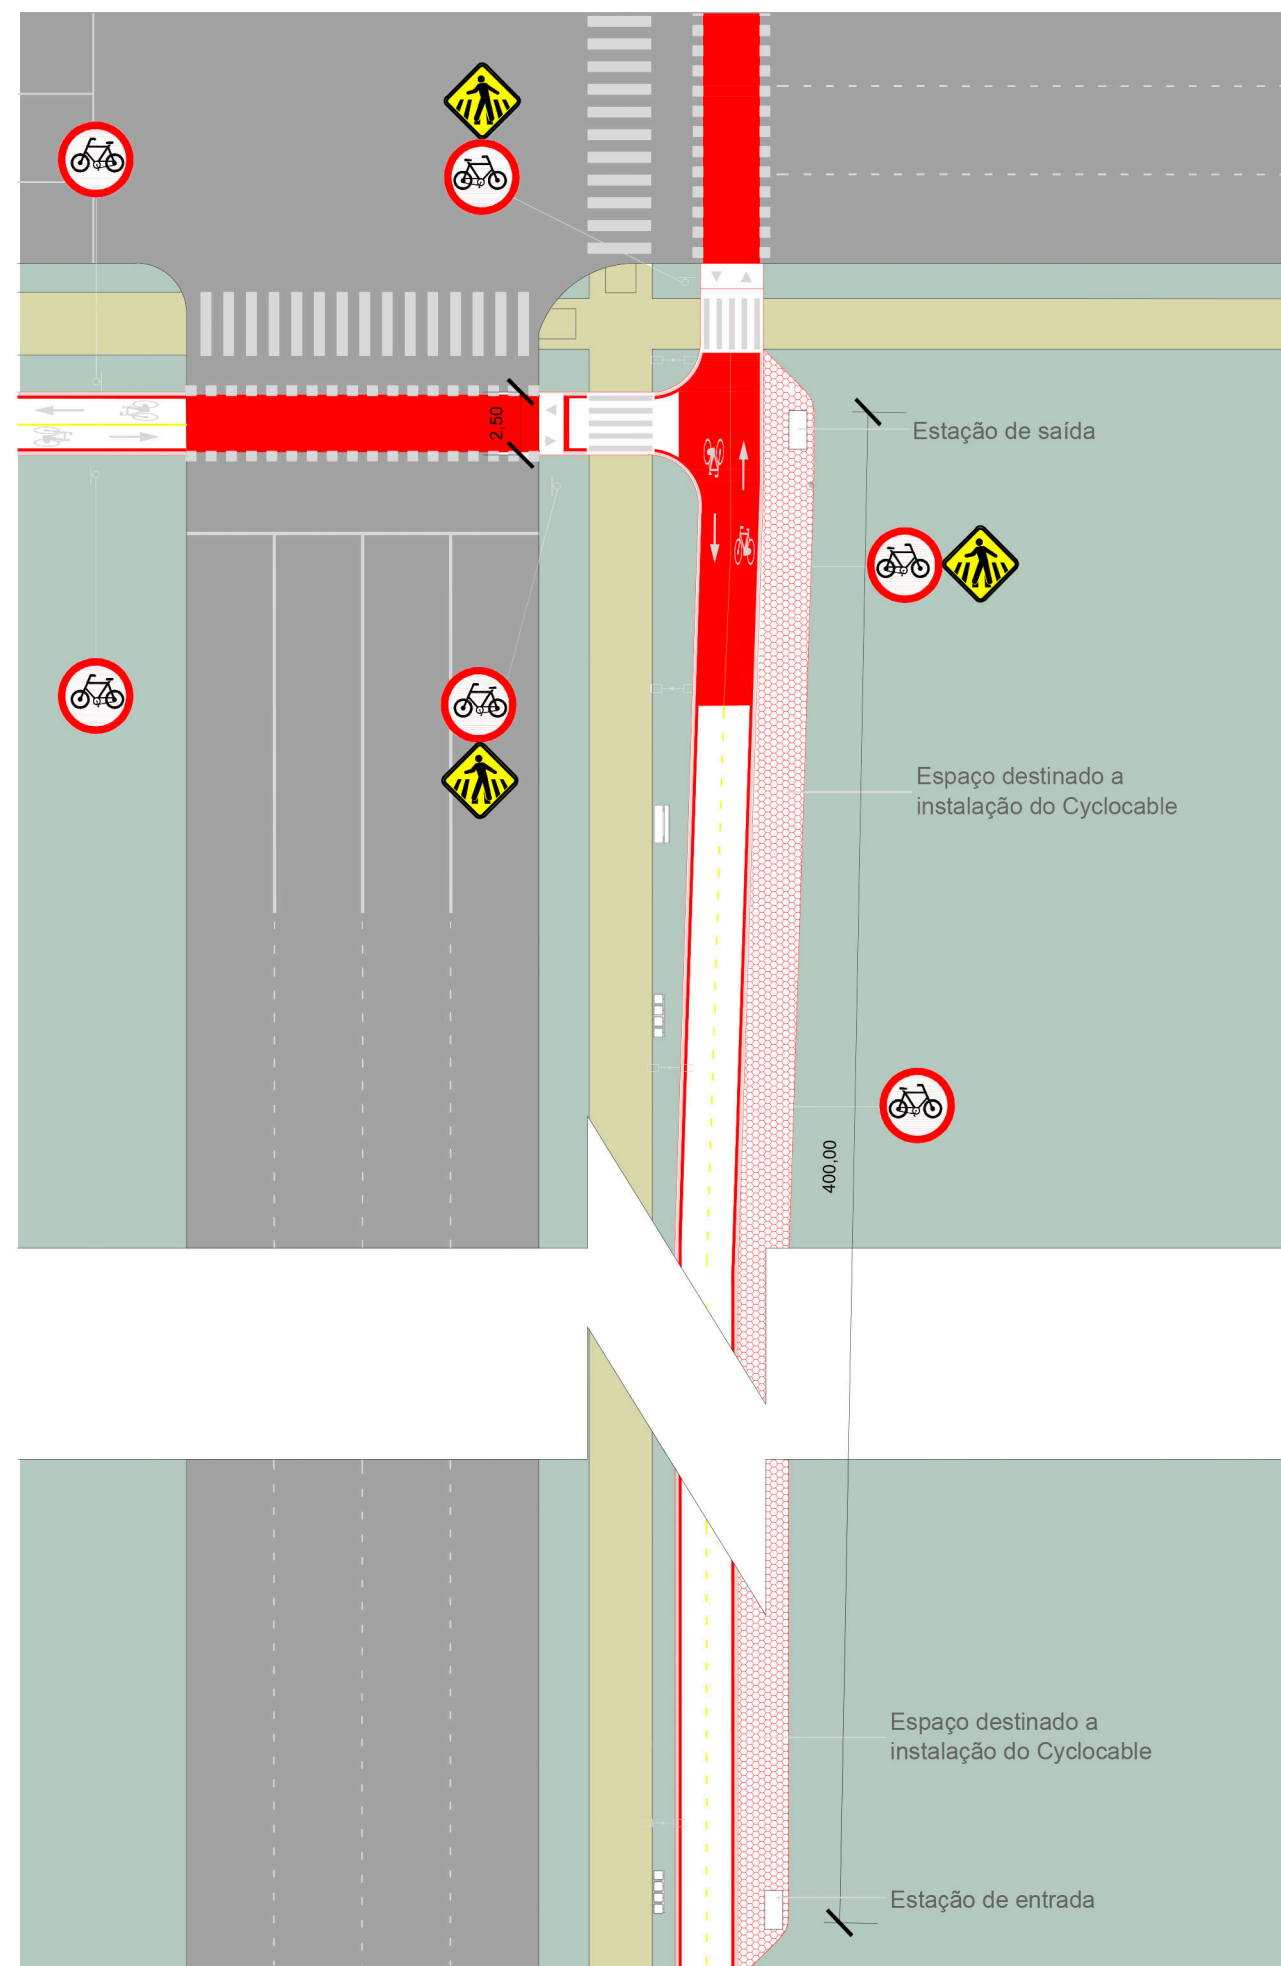 2,50
Estação de saída
Espaço destinado a
instalação do Cyclocable
400,00
Espaço destinado a
instalação do Cyclocable
Estação de entrada